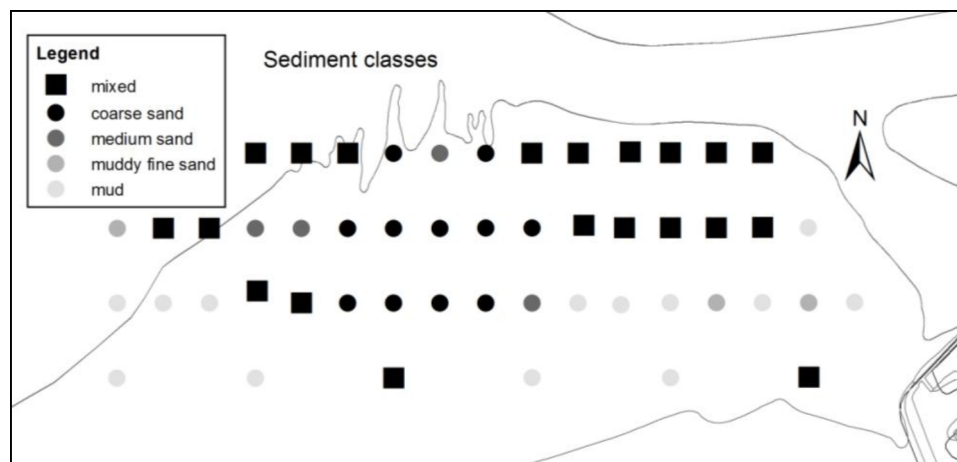 Sediment classes
Legend
mixed
coarse sand
medium sand
muddy fine sand
mud
N